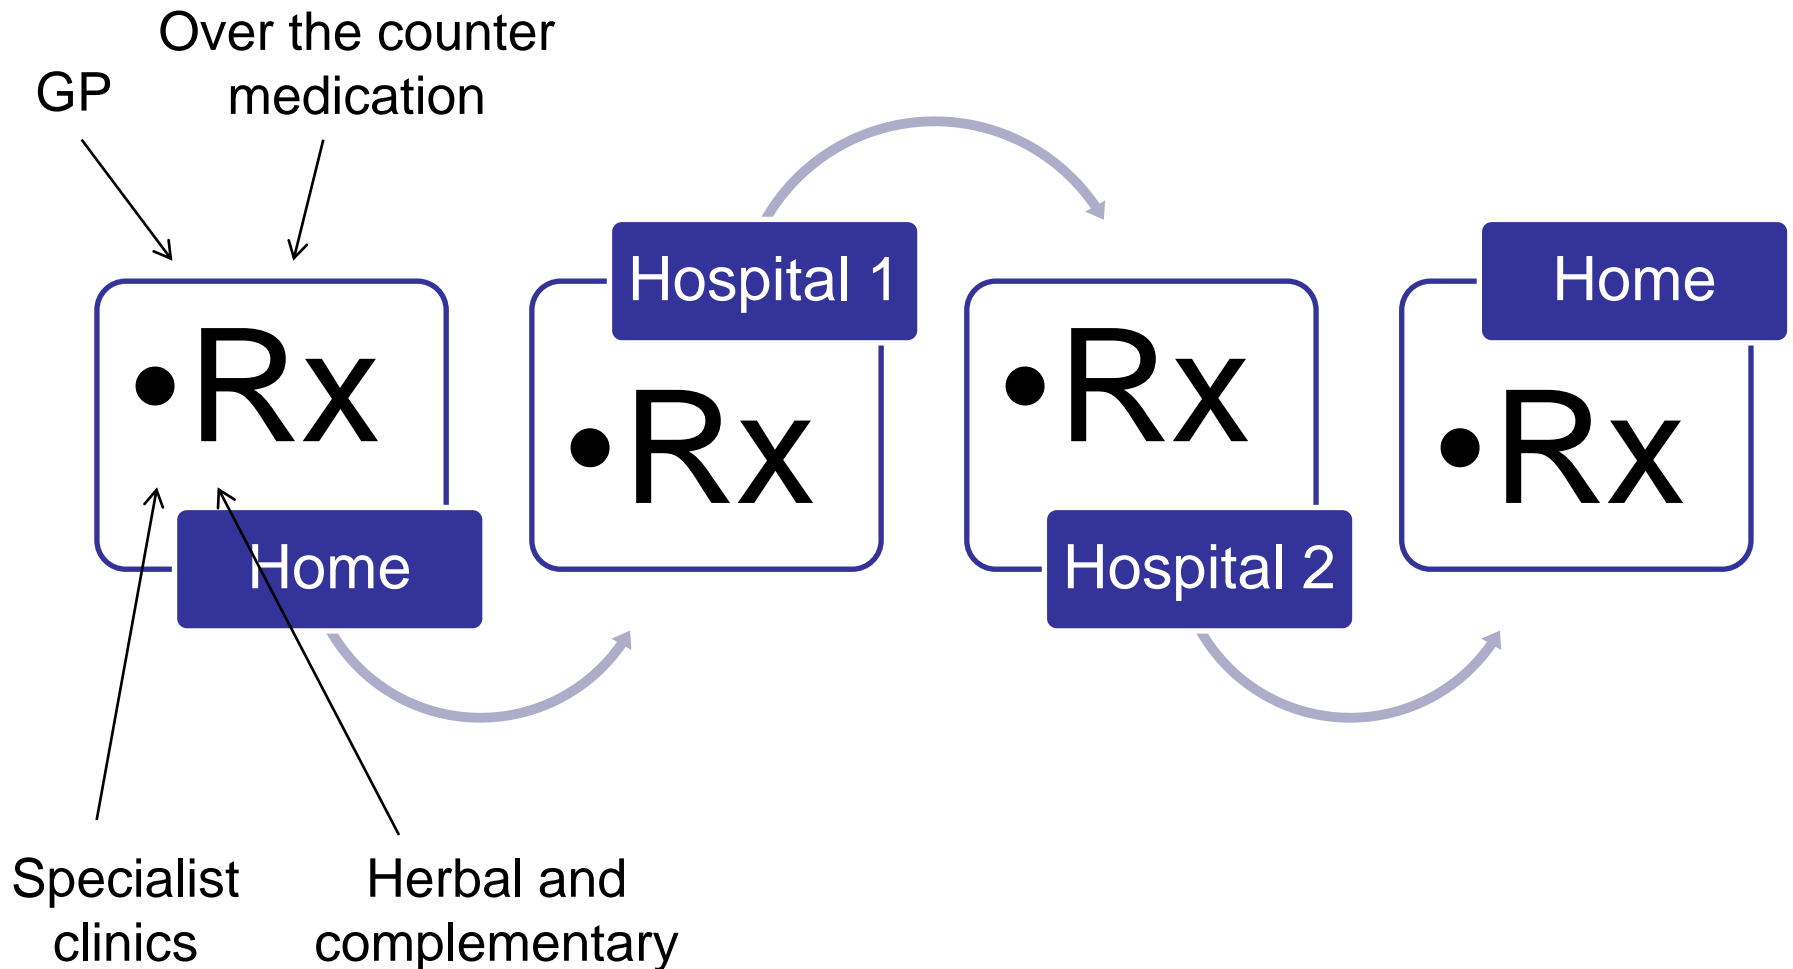 Over the counter
medication
GP
Hospital 1
Home
•Rx
•Rx
•Rx
•Rx
Home
Hospital 2
Specialist
clinics
Herbal and
complementary